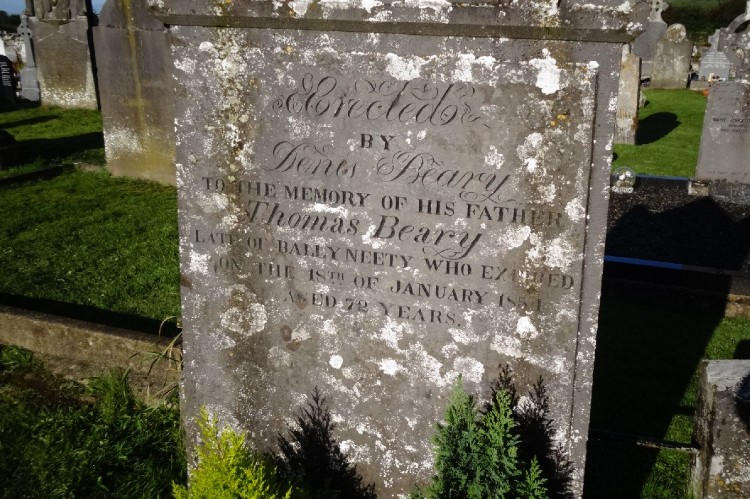 Erected
BY
Denis Beary
TO THE MEMORY OF HIS FATHER
Thomas Beary
LATE OF BALLYNEETY WHO EXPIRED
ON THE 18TH OF JANUARY
AGED 72 YEARS.